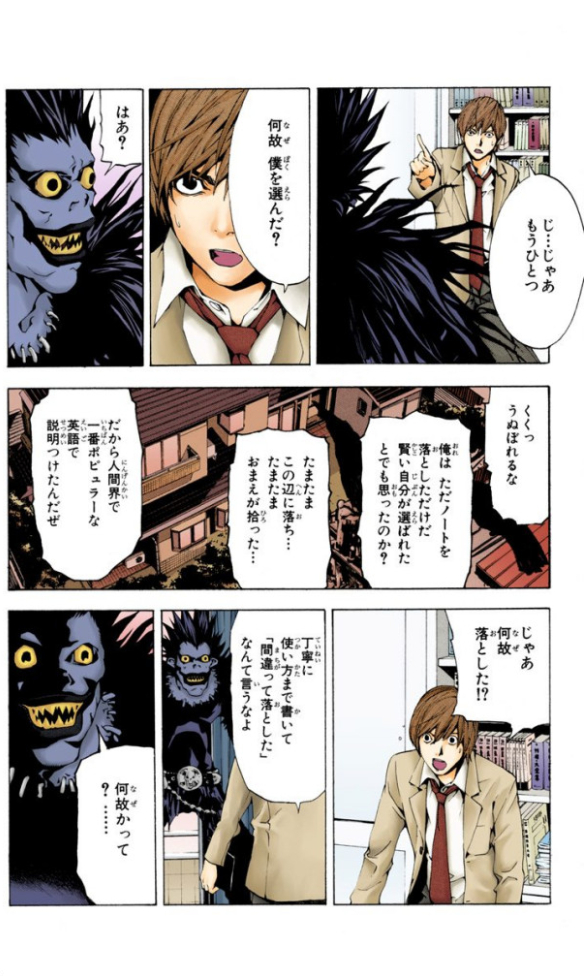 じ…じゃあ
もうひとつ
何故
僕を選んだ？
はあ？
くくっ
うぬぼれるな
俺は ただノートを
落としただけだ
賢い自分が選ばれた
とでも思ったのか？
たまたま
この辺に落ち…
たまたま
おまえが拾った…
だから人間界で
一番ポピュラーな
英語で
説明つけたんだぜ
じゃあ
何故
落とした!?
丁寧に
使い方まで書いて
「間違って落とした」
なんて言うなよ
何故かって
？……